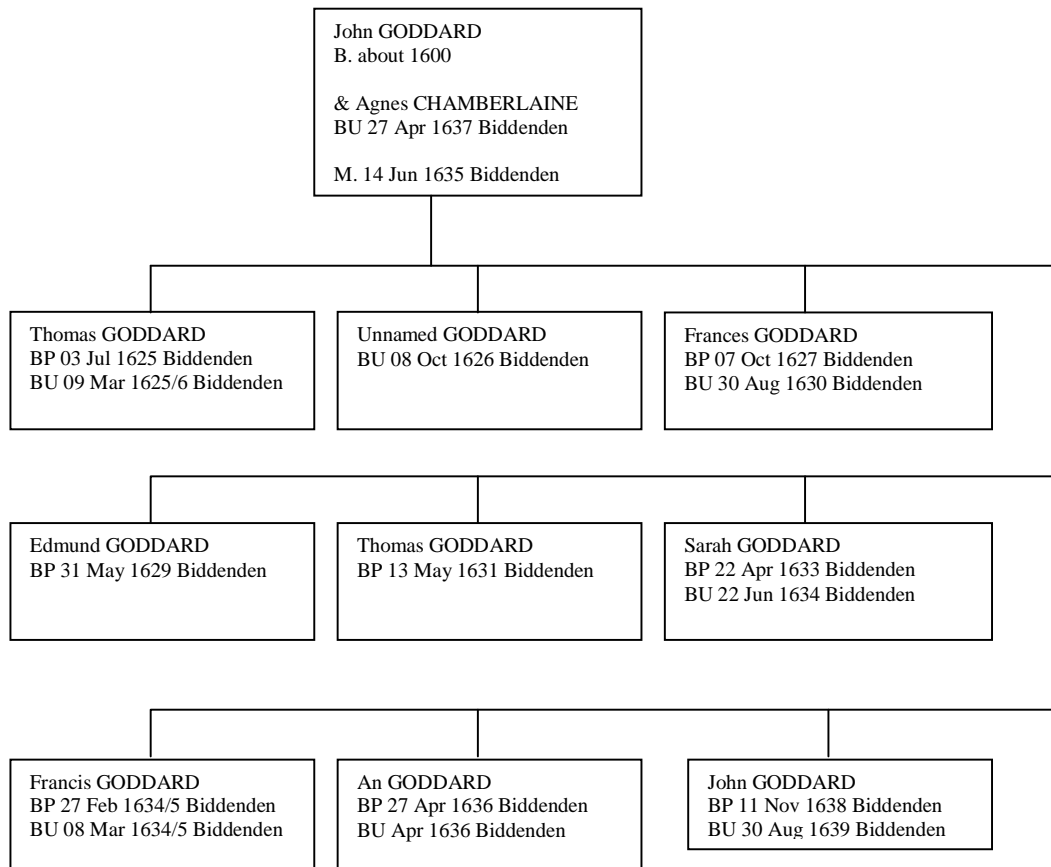 John GODDARD
B. about 1600
& Agnes CHAMBERLAINE
BU 27 Apr 1637 Biddenden
M. 14 Jun 1635 Biddenden
Thomas GODDARD
BP 03 Jul 1625 Biddenden
BU 09 Mar 1625/6 Biddenden
Unnamed GODDARD
BU 08 Oct 1626 Biddenden
Frances GODDARD
BP 07 Oct 1627 Biddenden
BU 30 Aug 1630 Biddenden
Edmund GODDARD
BP 31 May 1629 Biddenden
Thomas GODDARD
BP 13 May 1631 Biddenden
Sarah GODDARD
BP 22 Apr 1633 Biddenden
BU 22 Jun 1634 Biddenden
Francis GODDARD
BP 27 Feb 1634/5 Biddenden
BU 08 Mar 1634/5 Biddenden
An GODDARD
BP 27 Apr 1636 Biddenden
BU Apr 1636 Biddenden
John GODDARD
BP 11 Nov 1638 Biddenden
BU 30 Aug 1639 Biddenden